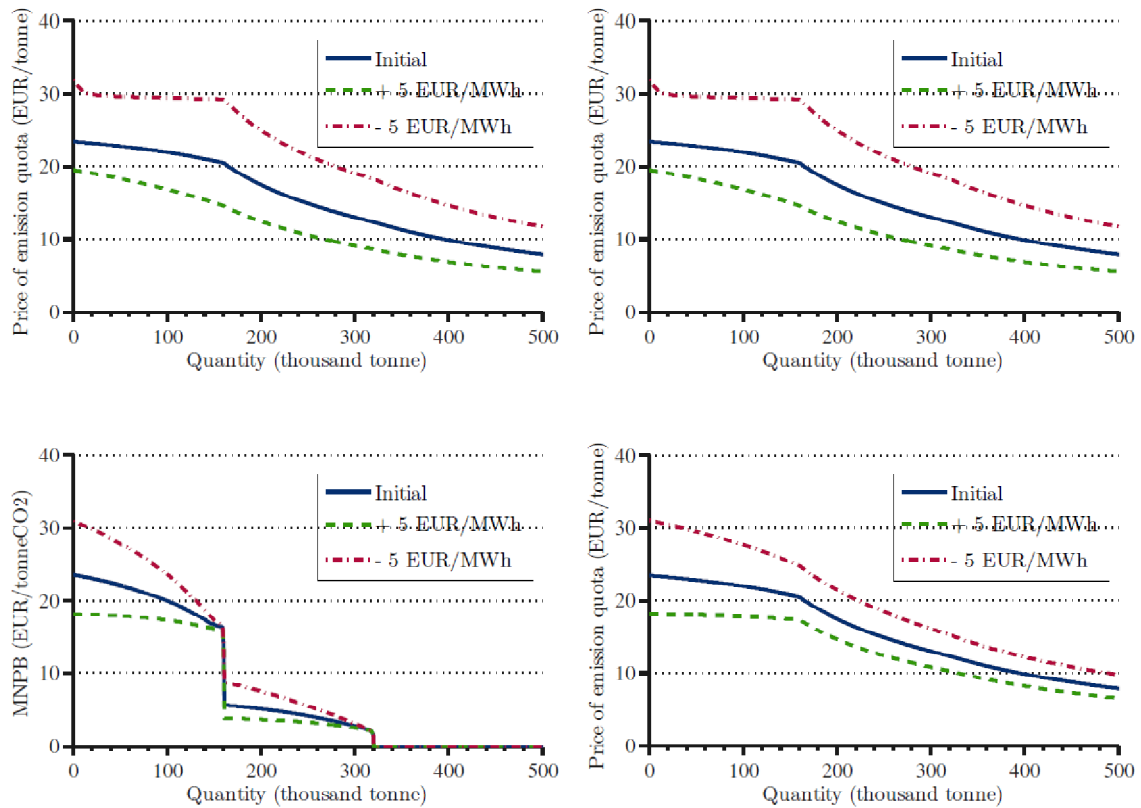 Price of emission quota (EUR/tonne)
40
30
20
10
0
Initial
+ 5 EUR/MWh
- 5 EUR/MWh
0 100 200 300 400 500
Quantity (thousand tonne)
Price of emission quota (EUR/tonne)
40
30
20
10
0
Initial
+ 5 EUR/MWh
- 5 EUR/MWh
0 100 200 300 400 500
Quantity (thousand tonne)
MNPB (EUR/tonneCO2)
40
30
20
10
0
Initial
+ 5 EUR/MWh
- 5 EUR/MWh
0 100 200 300 400 500
Quantity (thousand tonne)
Price of emission quota (EUR/tonne)
40
30
20
10
0
Initial
+ 5 EUR/MWh
- 5 EUR/MWh
0 100 200 300 400 500
Quantity (thousand tonne)